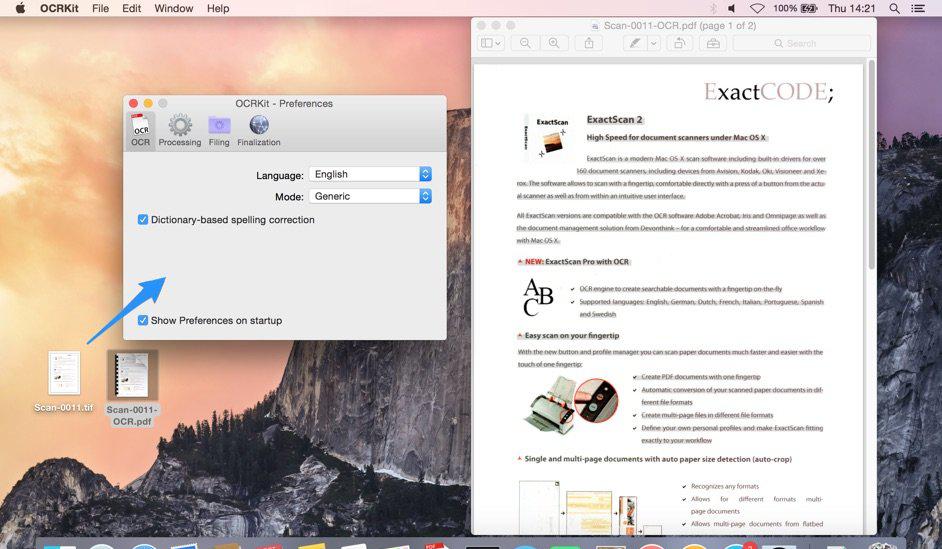 OCRKit File Edit Window Help
100% Thu 14:21
Scan-0011-OCR.pdf (page 1 of 2)
Search
OCRKit - Preferences
OCR
OCR Processing Filing Finalization
Language: English
Mode: Generic
Dictionary-based spelling correction
Show Preferences on startup
Scan-0011.tif
Scan-0011-
OCR.pdf
ExactCODE;
ExactScan
ExactScan
ExactScan 2
High Speed for document scanners under Mac OS X
ExactScan is a modern Mac OS X scan software including built-in drivers for over
160 document scanners, including devices from Avision, Kodak, Oki, Visioneer and Xe-
rox. The software allows to scan with a fingertip, comfortable directly with a press of a button from the actu-
al scanner as well as from within an intuitive user interface.
All ExactScan versions are compatible with the OCR software Adobe Acrobat, Iris and Omnipage as well as
the document management solution from Devonthink – for a comfortable and streamlined office workflow
with Mac OS X.
NEW: ExactScan Pro with OCR
ABC
OCR engine to create searchable documents with a fingertip on-the-fly
Supported languages: English, German, Dutch, French, Italian, Portuguese, Spanish
and Swedish
Easy scan on your fingertip
With the new button and profile manager you can scan paper documents much faster and easier with the
touch of one fingertip:
Create PDF documents with one fingertip
Automatic conversion of your scanned paper documents in dif-
ferent file formats
Create multi-page files in different file formats
Define your own personal profiles and make ExactScan fitting
exactly to your workflow
Single and multi-page documents with auto paper size detection (auto-crop)
Recognizes any formats
Allows for different formats multi-
page documents
Allows multi-page documents from flatbed